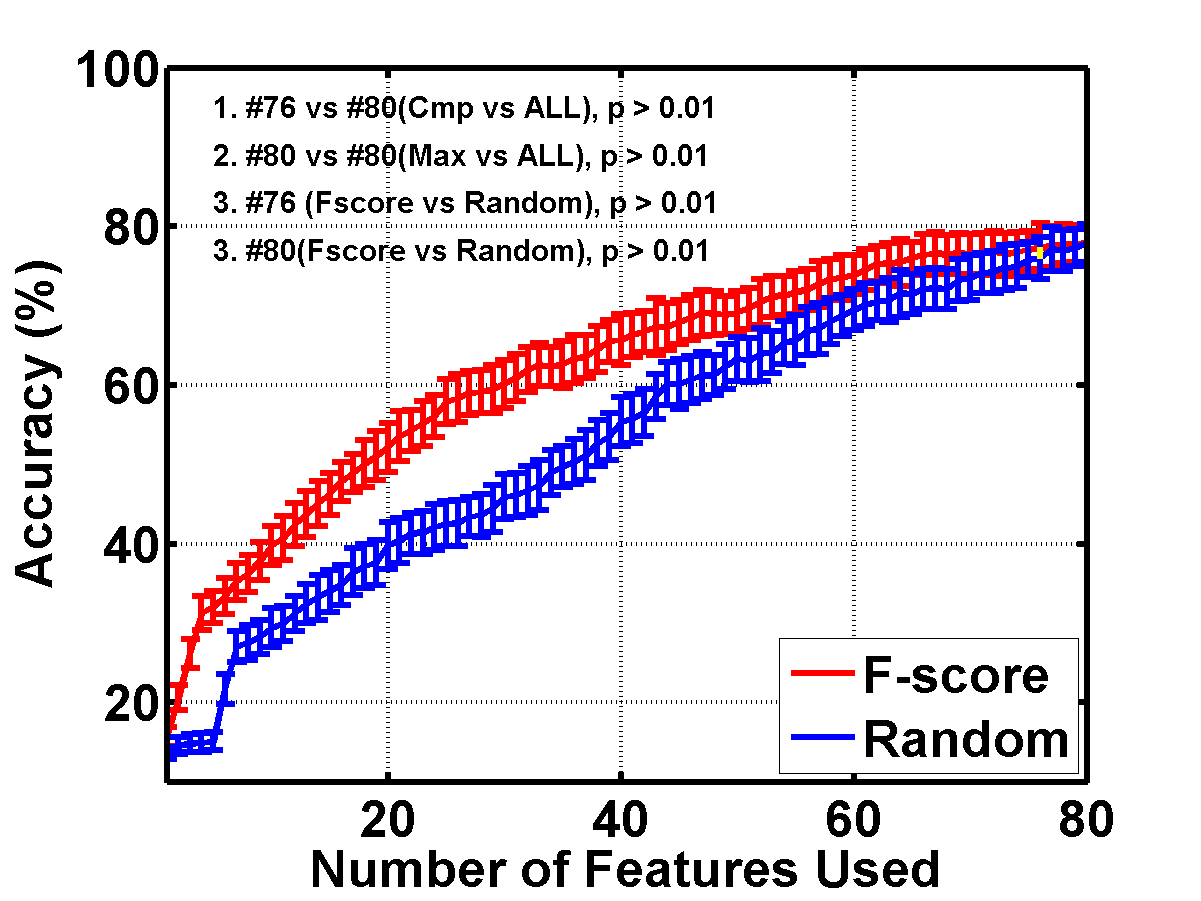 100
1. #76 vs #80(Cmp vs ALL), p > 0.01
2. #80 vs #80(Max vs ALL), p > 0.01
3. #76 (Fscore vs Random), p > 0.01
3. #80(Fscore vs Random), p > 0.01
80
60
40
20
Accuracy (%)
F-score
Random
20 40 60 80
Number of Features Used